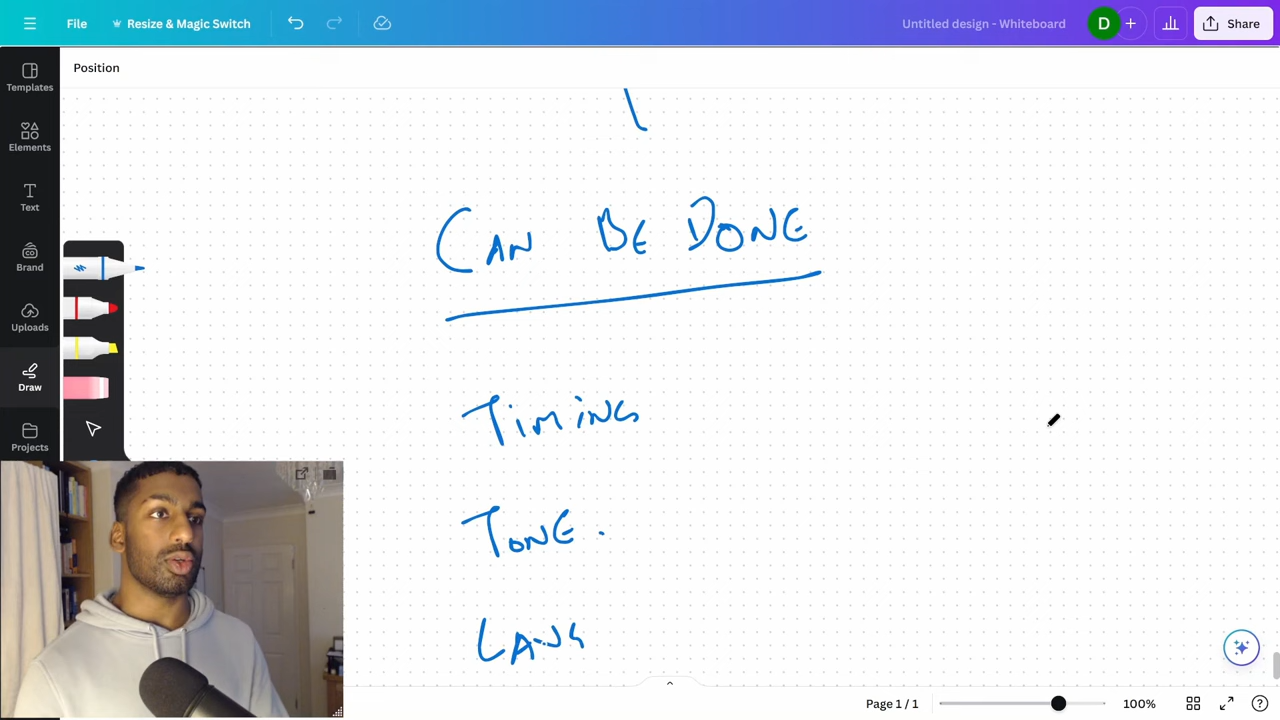 File
Resize & Magic Switch
Untitled design - Whiteboard
D
+
Share
Position
Templates
Elements
Text
Brand
Uploads
Draw
Projects
CAN BE DONE
TIMING
TONE.
LANG
Page 1 / 1
100%